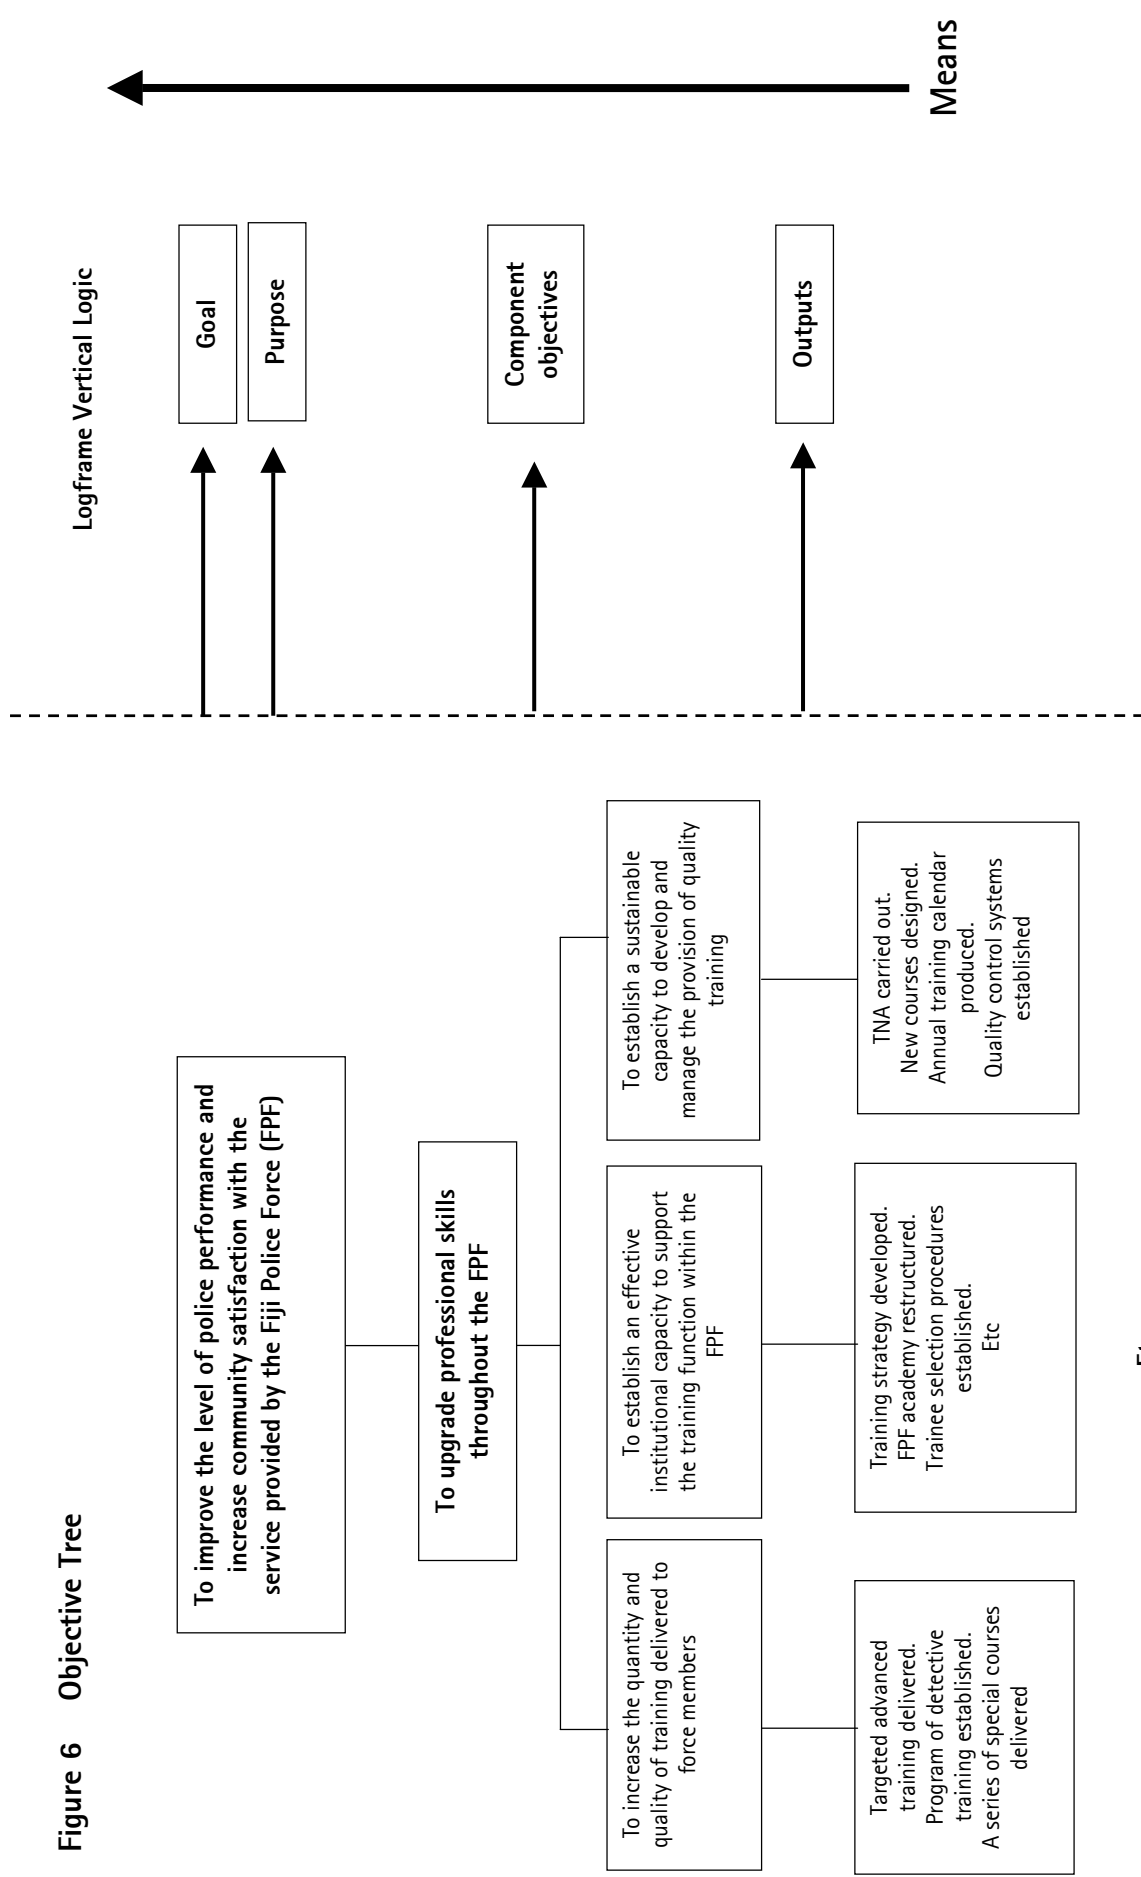 Figure 6 Objective Tree
Logframe Vertical Logic
To improve the level of police performance and
increase community satisfaction with the
service provided by the Fiji Police Force (FPF)
Goal
To upgrade professional skills
throughout the FPF
Purpose
To increase the quantity and
quality of training delivered to
force members
To establish an effective
institutional capacity to support
the training function within the
FPF
To establish a sustainable
capacity to develop and
manage the provision of quality
training
Component
objectives
Targeted advanced
training delivered.
Program of detective
training established.
A series of special courses
delivered
Training strategy developed.
FPF academy restructured.
Trainee selection procedures
established.
Etc
TNA carried out.
New courses designed.
Annual training calendar
produced.
Quality control systems
established
Outputs
Means